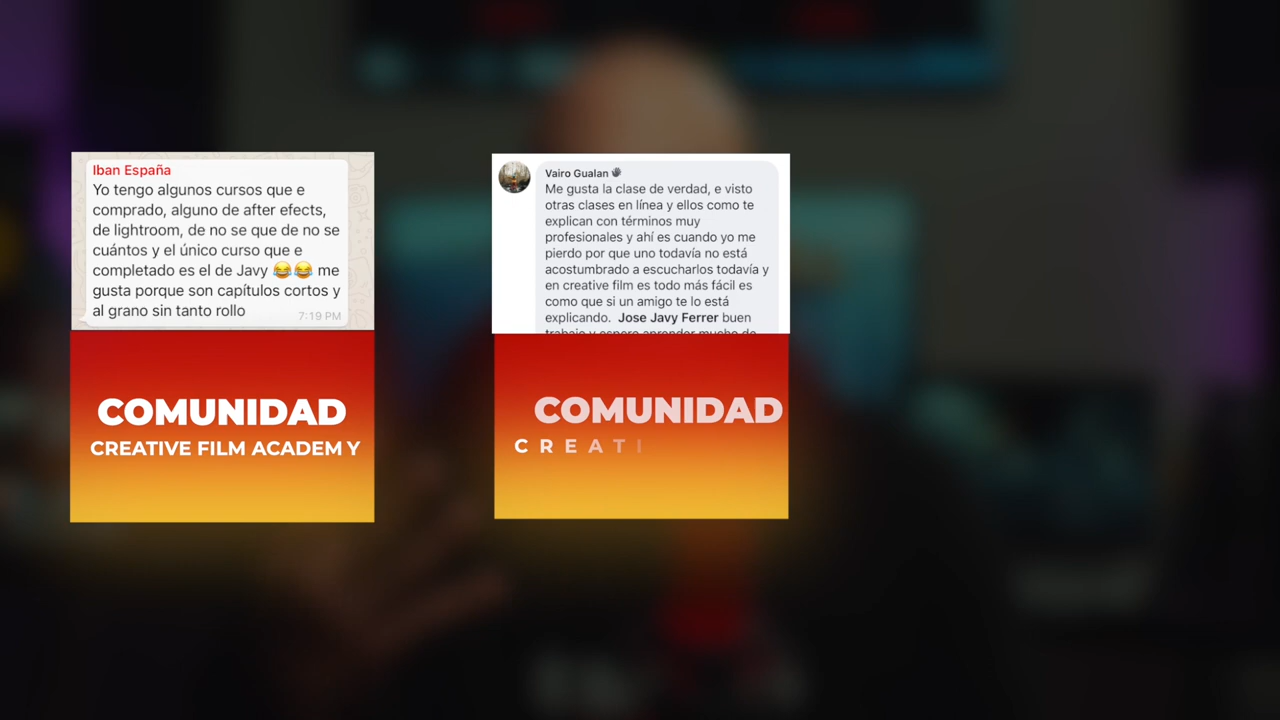 Iban España
Yo tengo algunos cursos que e
comprado, alguno de after efects,
de lightroom, de no se que de no se
cuántos y el único curso que e
completado es el de Javy 😂😂 me
gusta porque son capítulos cortos y
al grano sin tanto rollo
7:19 PM
COMUNIDAD
CREATIVE FILM ACADEM Y
Vairo Gualan
Me gusta la clase de verdad, e visto
otras clases en línea y ellos como te
explican con términos muy
profesionales y ahí es cuando yo me
pierdo por que uno todavía no está
acostumbrado a escucharlos todavía y
en creative film es todo más fácil es
como que si un amigo te lo está
explicando. Jose Javy Ferrer buen
trabajo y espero aprender mucho de
COMUNIDAD
CREATI